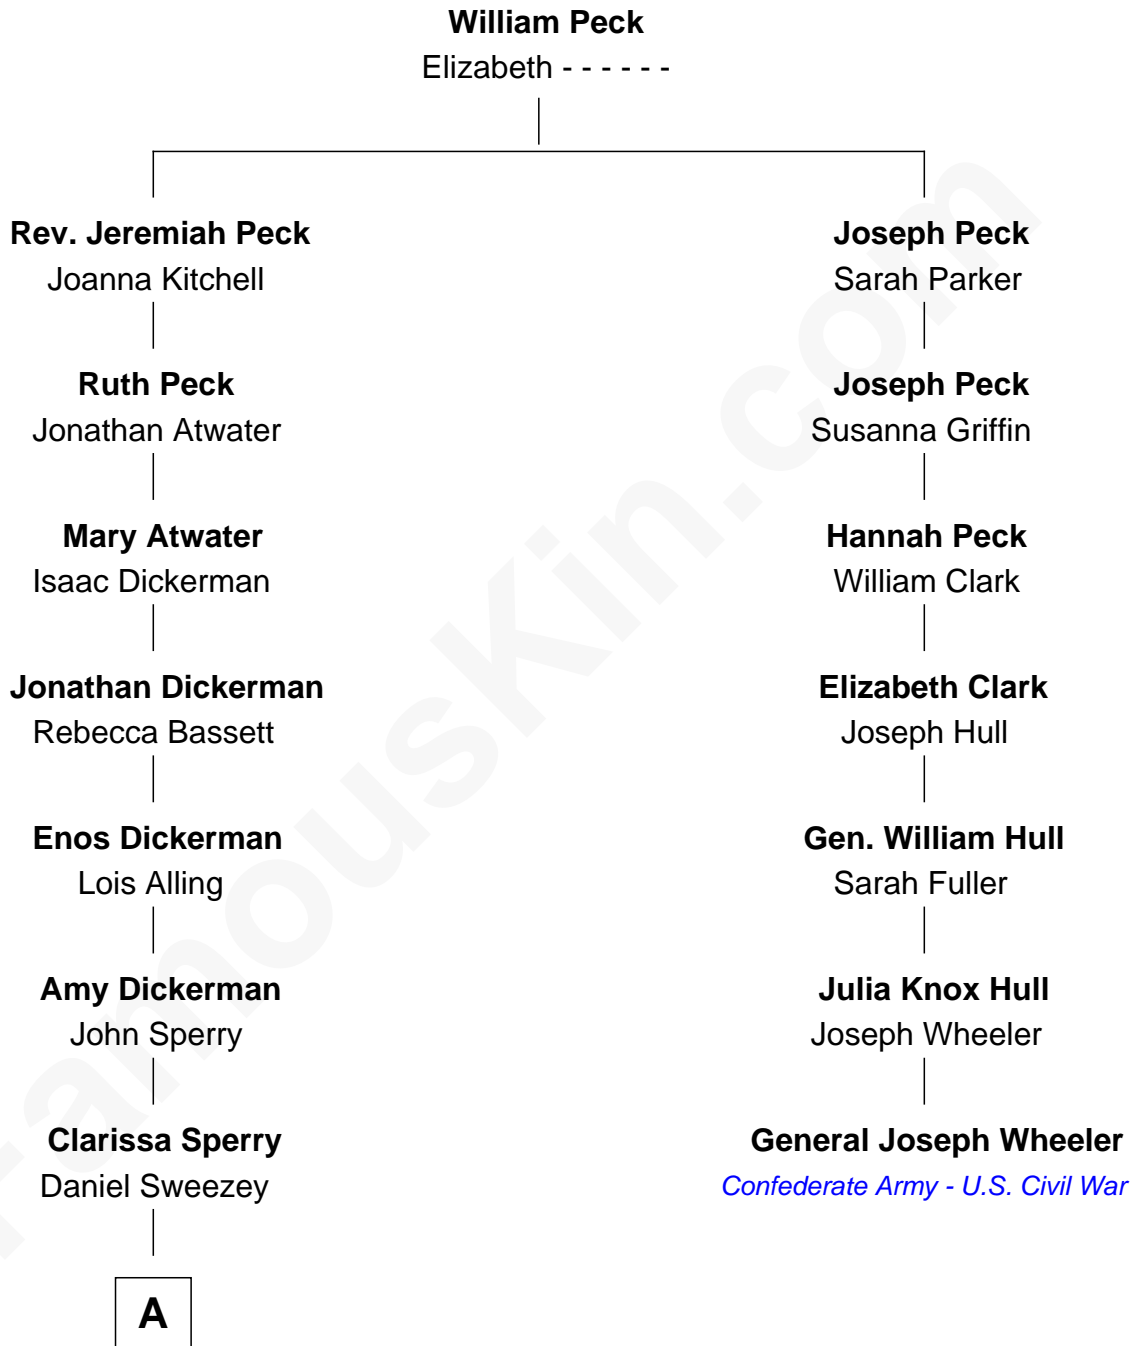 William Peck
Elizabeth - - - - - -
Rev. Jeremiah Peck
Joanna Kitchell
Joseph Peck
Sarah Parker
Ruth Peck
Jonathan Atwater
Joseph Peck
Susanna Griffin
Mary Atwater
Isaac Dickerman
Hannah Peck
William Clark
Jonathan Dickerman
Rebecca Bassett
Elizabeth Clark
Joseph Hull
Enos Dickerman
Lois Alling
Gen. William Hull
Sarah Fuller
Amy Dickerman
John Sperry
Julia Knox Hull
Joseph Wheeler
Clarissa Sperry
Daniel Sweezey
General Joseph Wheeler
Confederate Army - U.S. Civil War
A
FamousKin.com